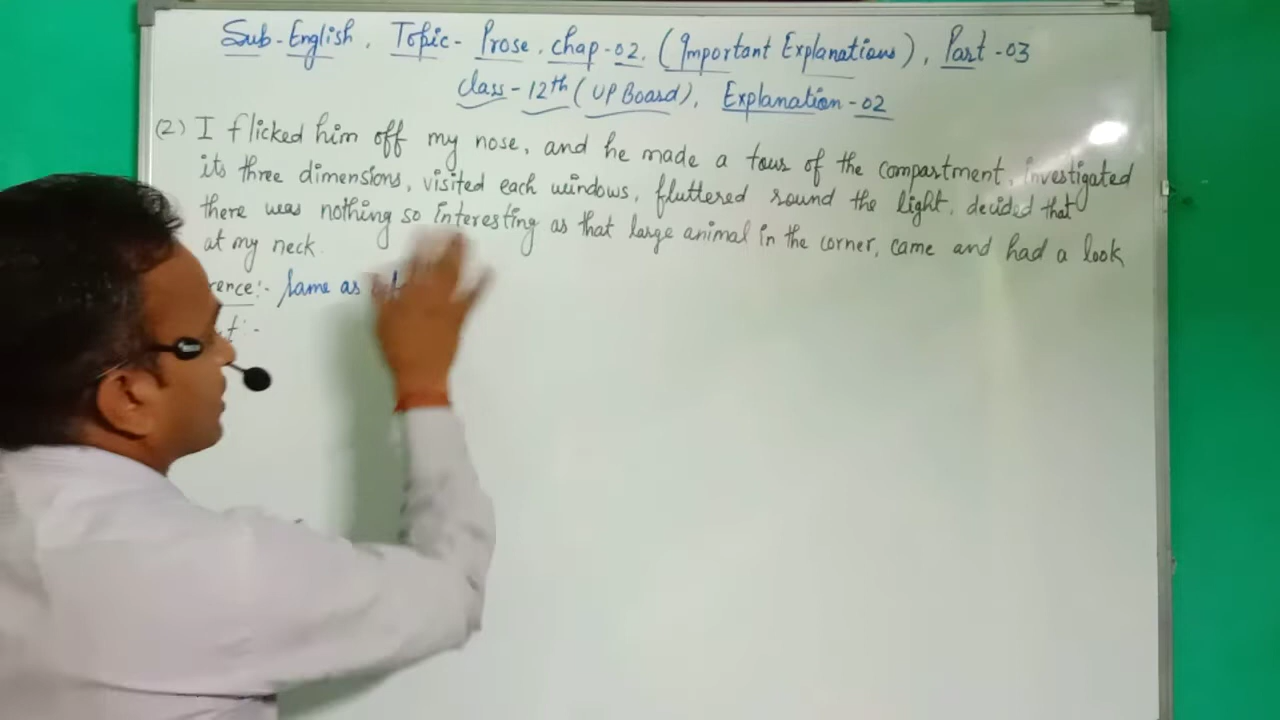 Sub-English. Topic- Prose. chap-02. (Important Explanations), Part-03
Class-12th (UP Board), Explanation-02
(2) I flicked him off my nose, and he made a tour of the compartment, investigated
its three dimensions, visited each windows, fluttered round the light, decided that
there was nothing so interesting as that large animal in the corner, came and had a look
at my neck.
Same as